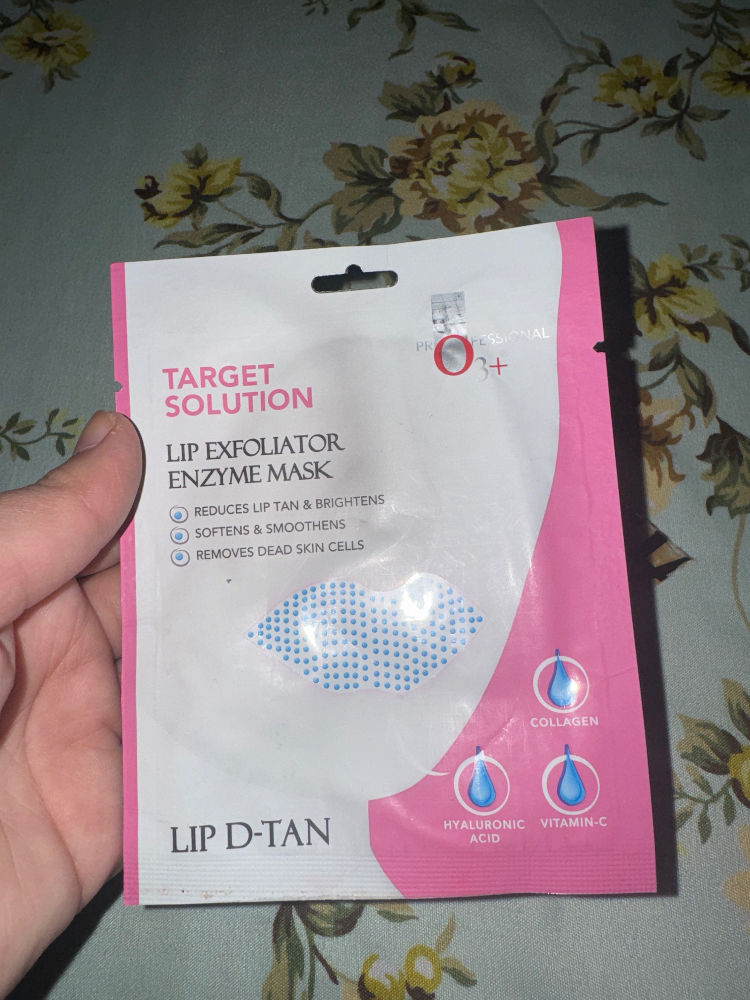 PROFESSIONAL
O3+
TARGET
SOLUTION
LIP EXFOLIATOR
ENZYME MASK
REDUCES LIP TAN & BRIGHTENS
SOFTENS & SMOOTHENS
REMOVES DEAD SKIN CELLS
COLLAGEN
HYALURONIC
ACID
VITAMIN-C
LIP D-TAN